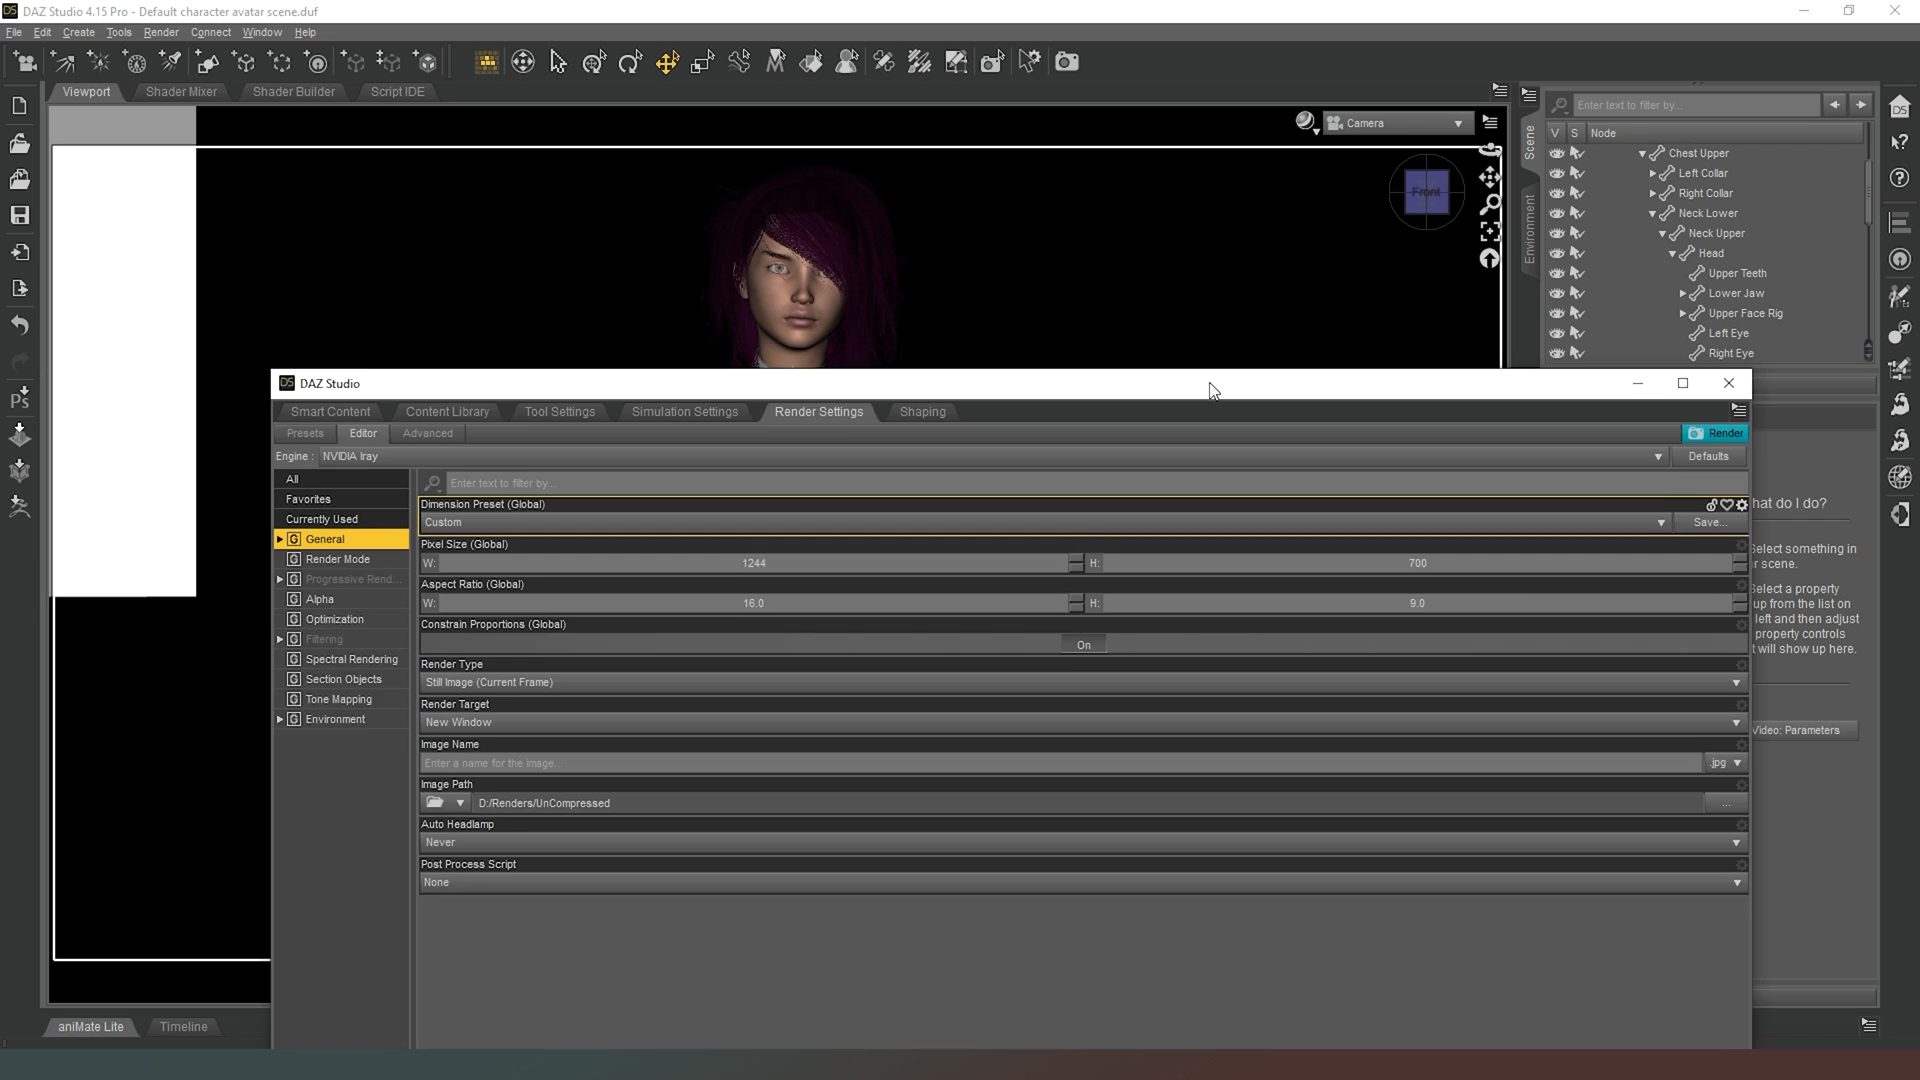 DAZ Studio 4.15 Pro - Default character avatar scene.duf
File Edit Create Tools Render Connect Window Help
Viewport Shader Mixer Shader Builder Script IDE
Camera
Front
Scene
Environment
Enter text to filter by...
V S Node
Chest Upper
Left Collar
Right Collar
Neck Lower
Neck Upper
Head
Upper Teeth
Lower Jaw
Upper Face Rig
Left Eye
Right Eye
DAZ Studio
Smart Content Content Library Tool Settings Simulation Settings Render Settings Shaping
Presets Editor Advanced Render
Engine : NVIDIA Iray Defaults
All
Favorites
Currently Used
General
Render Mode
Progressive Rend...
Alpha
Optimization
Filtering
Spectral Rendering
Section Objects
Tone Mapping
Environment
Enter text to filter by...
Dimension Preset (Global)
Custom Save...
Pixel Size (Global)
W: 1244 H: 700
Aspect Ratio (Global)
W: 16.0 H: 9.0
Constrain Proportions (Global)
On
Render Type
Still Image (Current Frame)
Render Target
New Window
Image Name
Enter a name for the image... .jpg
Image Path
D:/Renders/UnCompressed ...
Auto Headlamp
Never
Post Process Script
None
hat do I do?
Select something in
r scene.
Select a property
up from the list on
left and then adjust
property controls
t will show up here.
Video: Parameters
aniMate Lite Timeline